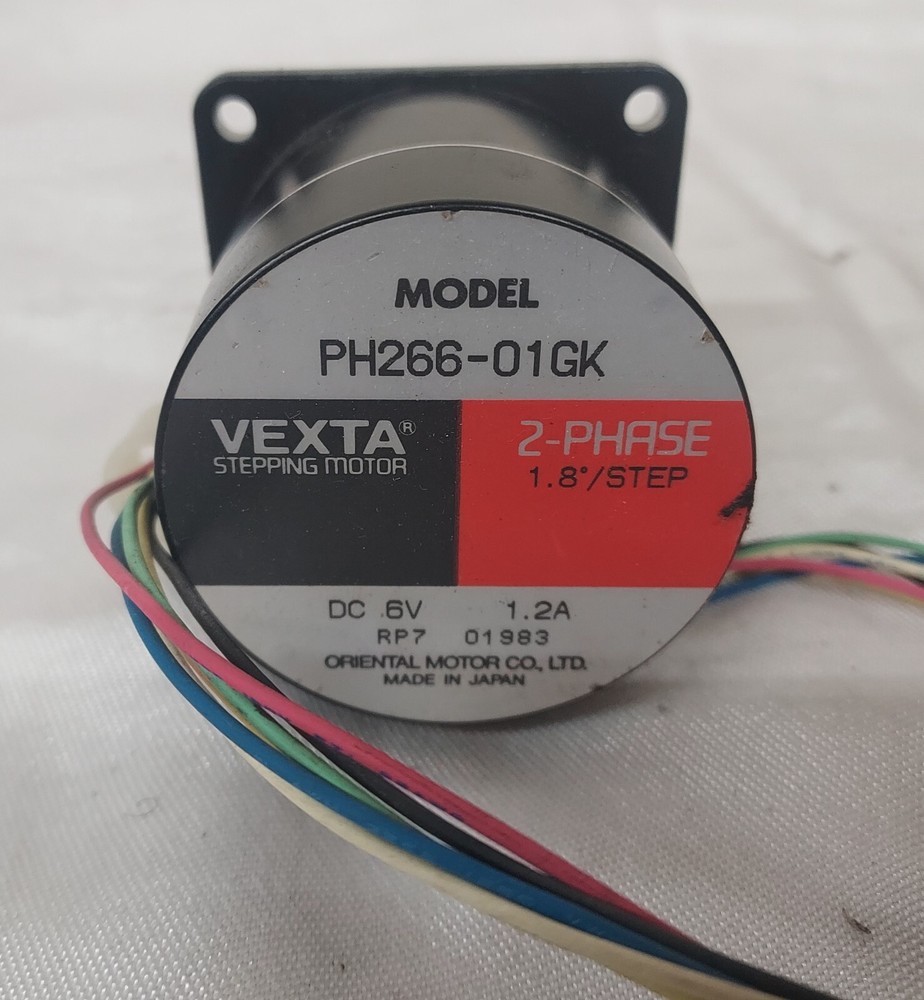 MODEL
PH266-01GK
VEXTA®
STEPPING MOTOR
2-PHASE
1.8°/STEP
DC 6V 1.2A
RP7 01983
ORIENTAL MOTOR CO., LTD.
MADE IN JAPAN